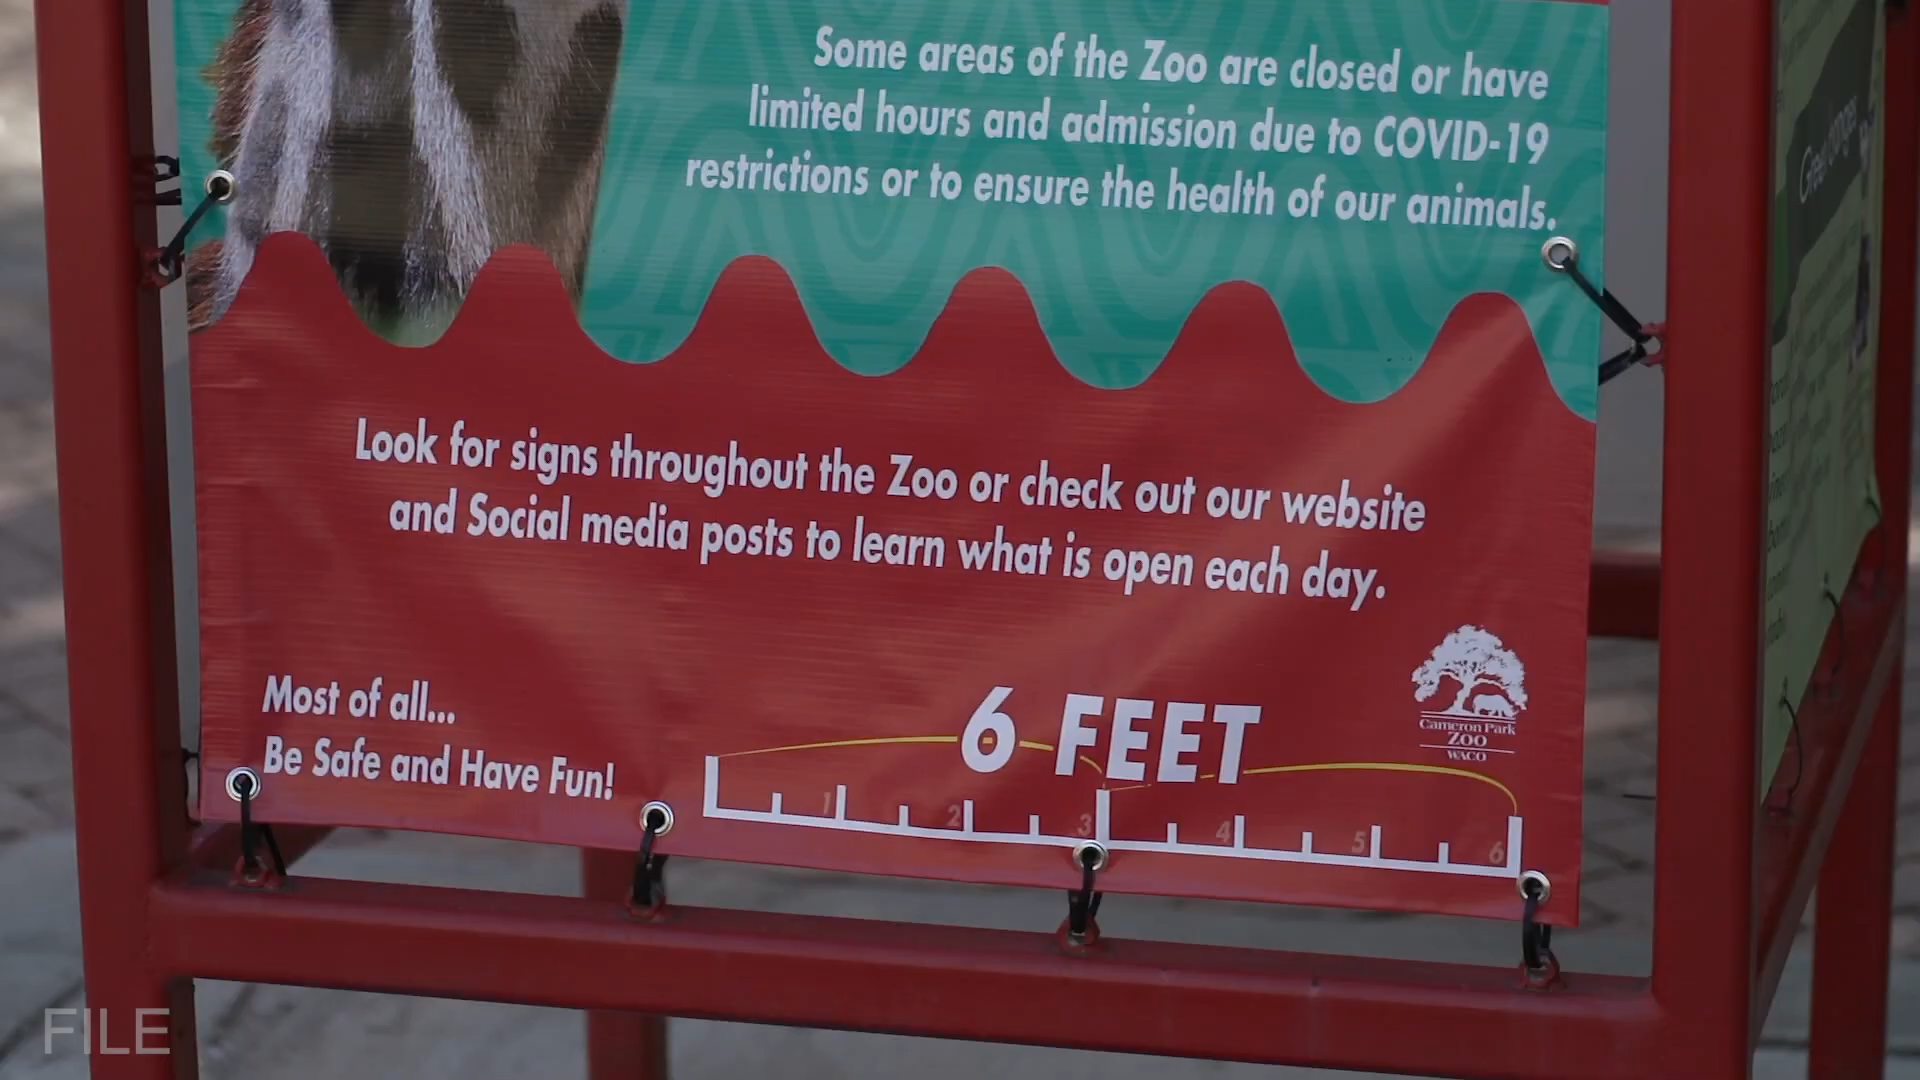 Some areas of the Zoo are closed or have
limited hours and admission due to COVID-19
restrictions or to ensure the health of our animals.
Look for signs throughout the Zoo or check out our website
and Social media posts to learn what is open each day.
Most of all...
Be Safe and Have Fun!
6 FEET
1 2 3 4 5 6
Cameron Park
ZOO
WACO
FILE